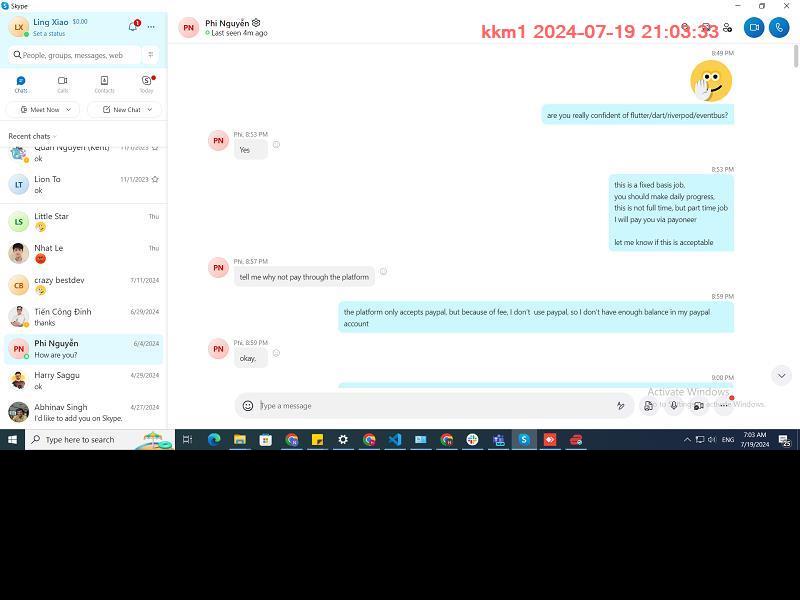 Skype
LX
Ling Xiao
$0.00
Set a status
1
People, groups, messages, web
Chats
Calls
Contacts
Today
Meet Now
New Chat
Recent chats
Quan Nguyen (Kent)
11/1/2023
ok
LT
Lion To
11/1/2023
ok
LS
Little Star
Thu
Nhat Le
Thu
CB
crazy bestdev
7/11/2024
Tiến Công Đinh
6/29/2024
thanks
PN
Phi Nguyễn
6/4/2024
How are you?
Harry Saggu
4/29/2024
ok
Abhinav Singh
4/27/2024
I'd like to add you on Skype.
PN
Phi Nguyễn
Last seen 4m ago
kkm1 2024-07-19 21:03:33
8:49 PM
are you really confident of flutter/dart/riverpod/eventbus?
PN
Phi, 8:53 PM
Yes
8:53 PM
this is a fixed basis job.
you should make daily progress,
this is not full time, but part time job
I will pay you via payoneer
let me know if this is acceptable
PN
Phi, 8:57 PM
tell me why not pay through the platform
8:59 PM
the platform only accepts paypal, but because of fee, I don't  use paypal, so I don't have enough balance in my paypal
account
PN
Phi, 8:59 PM
okay.
9:00 PM
Type a message
Activate Windows
Type here to search
ENG
7:03 AM
7/19/2024
25